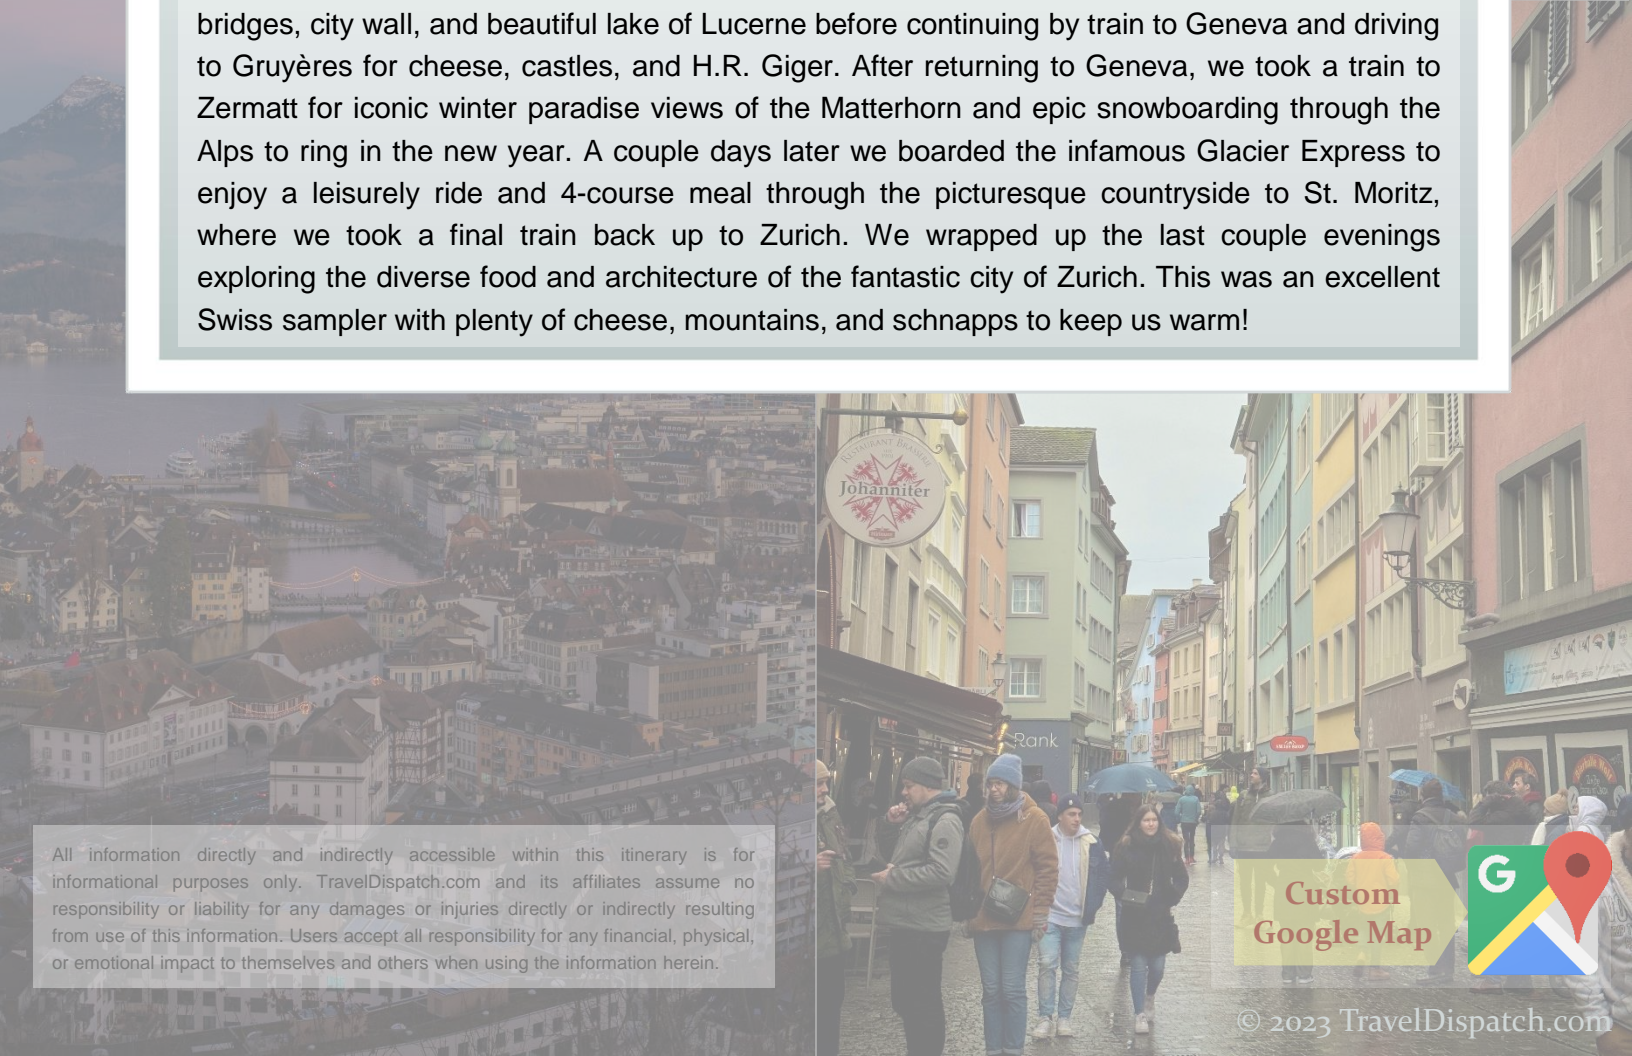 bridges, city wall, and beautiful lake of Lucerne before continuing by train to Geneva and driving
to Gruyères for cheese, castles, and H.R. Giger. After returning to Geneva, we took a train to
Zermatt for iconic winter paradise views of the Matterhorn and epic snowboarding through the
Alps to ring in the new year. A couple days later we boarded the infamous Glacier Express to
enjoy a leisurely ride and 4-course meal through the picturesque countryside to St. Moritz,
where we took a final train back up to Zurich. We wrapped up the last couple evenings
exploring the diverse food and architecture of the fantastic city of Zurich. This was an excellent
Swiss sampler with plenty of cheese, mountains, and schnapps to keep us warm!
RESTAURANT BRASSERIE
Johanniter
Rank
All information directly and indirectly accessible within this itinerary is for
informational purposes only. TravelDispatch.com and its affiliates assume no
responsibility or liability for any damages or injuries directly or indirectly resulting
from use of this information. Users accept all responsibility for any financial, physical,
or emotional impact to themselves and others when using the information herein.
Custom
Google Map
G
© 2023 TravelDispatch.com